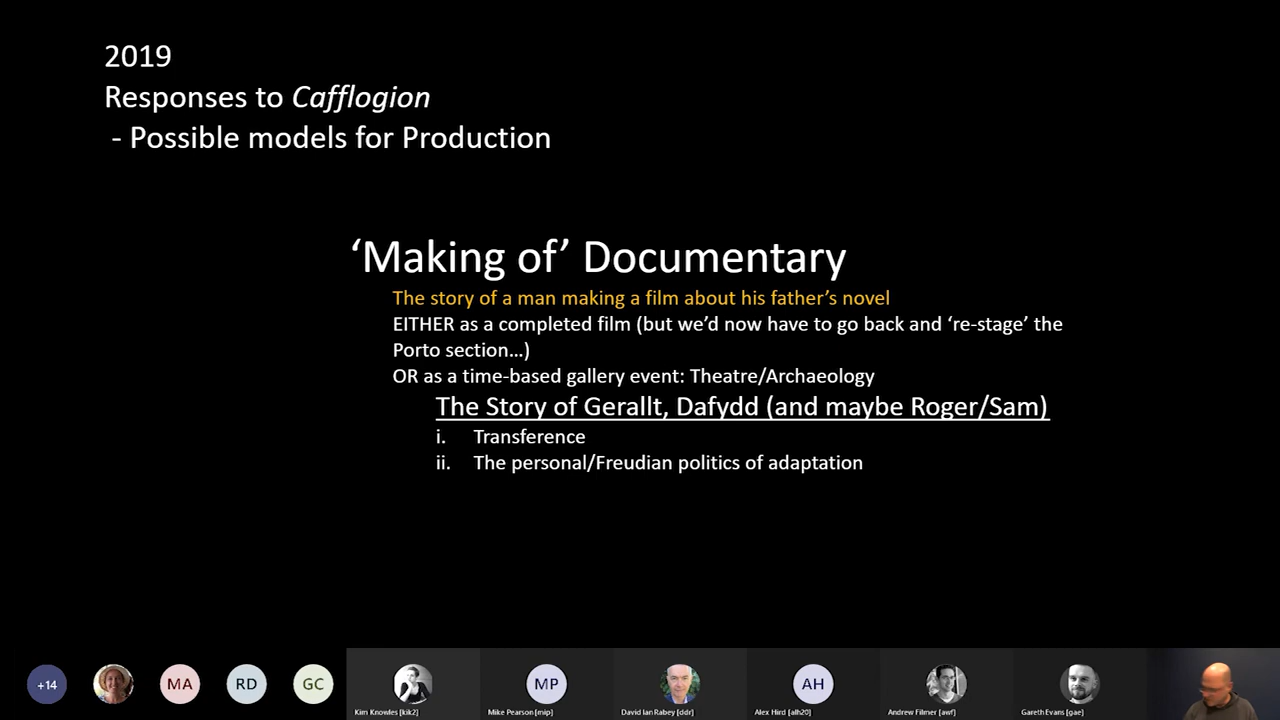 2019
Responses to Cafflogion
- Possible models for Production
‘Making of’ Documentary
The story of a man making a film about his father’s novel
EITHER as a completed film (but we’d now have to go back and ‘re-stage’ the
Porto section…)
OR as a time-based gallery event: Theatre/Archaeology
The Story of Gerallt, Dafydd (and maybe Roger/Sam)
i. Transference
ii. The personal/Freudian politics of adaptation
+14
MA
RD
GC
MP
AH
Kim Knowles [kik2]
Mike Pearson [mip]
David Ian Rabey [ddr]
Alex Hird [alh20]
Andrew Filmer [awf]
Gareth Evans [gae]